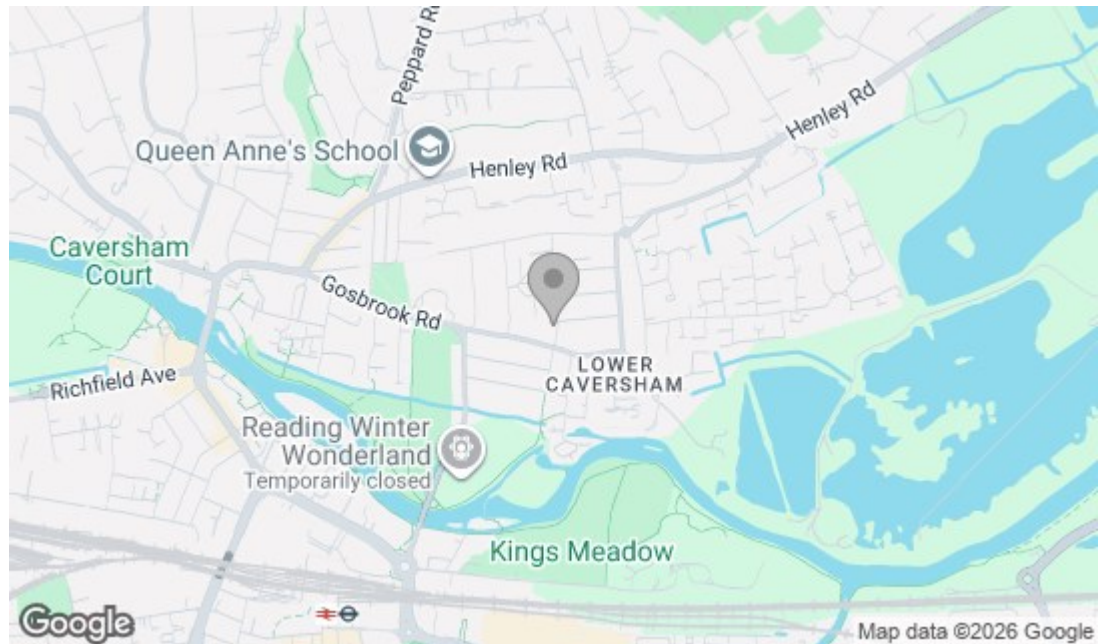 Peppard Rd
Henley Rd
Queen Anne's School
Henley Rd
Caversham
Court
Gosbrook Rd
LOWER
CAVERSHAM
Richfield Ave
Reading Winter
Wonderland
Temporarily closed
Kings Meadow
Google
Map data ©2026 Google